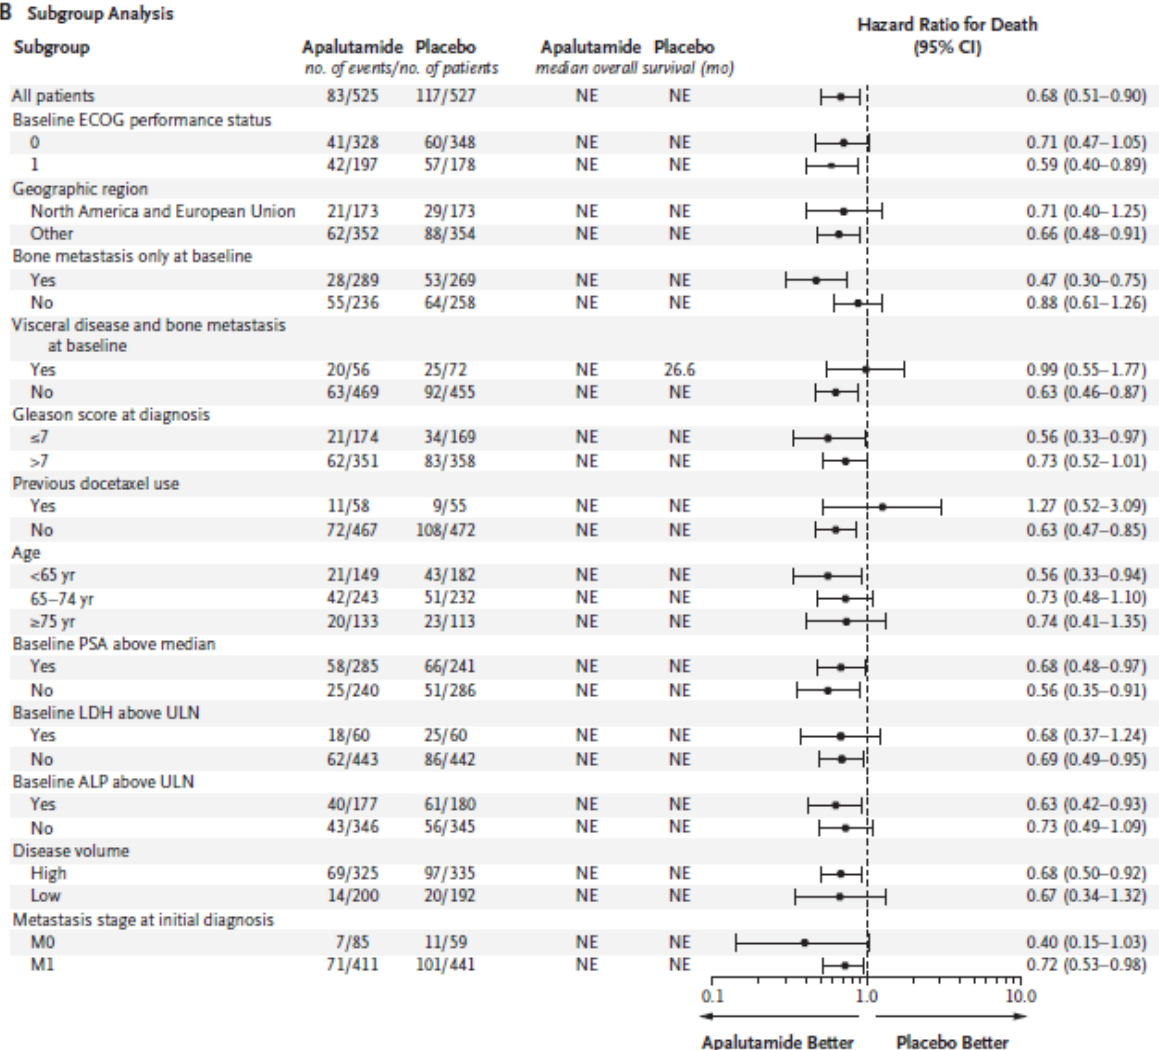 B Subgroup Analysis
Hazard Ratio for Death
(95% CI)
Subgroup Apalutamide Placebo Apalutamide Placebo
no. of events/no. of patients median overall survival (mo)
All patients 83/525 117/527 NE NE 0.68 (0.51–0.90)
Baseline ECOG performance status
0 41/328 60/348 NE NE 0.71 (0.47–1.05)
1 42/197 57/178 NE NE 0.59 (0.40–0.89)
Geographic region
North America and European Union 21/173 29/173 NE NE 0.71 (0.40–1.25)
Other 62/352 88/354 NE NE 0.66 (0.48–0.91)
Bone metastasis only at baseline
Yes 28/289 53/269 NE NE 0.47 (0.30–0.75)
No 55/236 64/258 NE NE 0.88 (0.61–1.26)
Visceral disease and bone metastasis
at baseline
Yes 20/56 25/72 NE 26.6 0.99 (0.55–1.77)
No 63/469 92/455 NE NE 0.63 (0.46–0.87)
Gleason score at diagnosis
≤7 21/174 34/169 NE NE 0.56 (0.33–0.97)
>7 62/351 83/358 NE NE 0.73 (0.52–1.01)
Previous docetaxel use
Yes 11/58 9/55 NE NE 1.27 (0.52–3.09)
No 72/467 108/472 NE NE 0.63 (0.47–0.85)
Age
<65 yr 21/149 43/182 NE NE 0.56 (0.33–0.94)
65–74 yr 42/243 51/232 NE NE 0.73 (0.48–1.10)
≥75 yr 20/133 23/113 NE NE 0.74 (0.41–1.35)
Baseline PSA above median
Yes 58/285 66/241 NE NE 0.68 (0.48–0.97)
No 25/240 51/286 NE NE 0.56 (0.35–0.91)
Baseline LDH above ULN
Yes 18/60 25/60 NE NE 0.68 (0.37–1.24)
No 62/443 86/442 NE NE 0.69 (0.49–0.95)
Baseline ALP above ULN
Yes 40/177 61/180 NE NE 0.63 (0.42–0.93)
No 43/346 56/345 NE NE 0.73 (0.49–1.09)
Disease volume
High 69/325 97/335 NE NE 0.68 (0.50–0.92)
Low 14/200 20/192 NE NE 0.67 (0.34–1.32)
Metastasis stage at initial diagnosis
M0 7/85 11/59 NE NE 0.40 (0.15–1.03)
M1 71/411 101/441 NE NE 0.72 (0.53–0.98)
0.1 1.0 10.0
Apalutamide Better Placebo Better